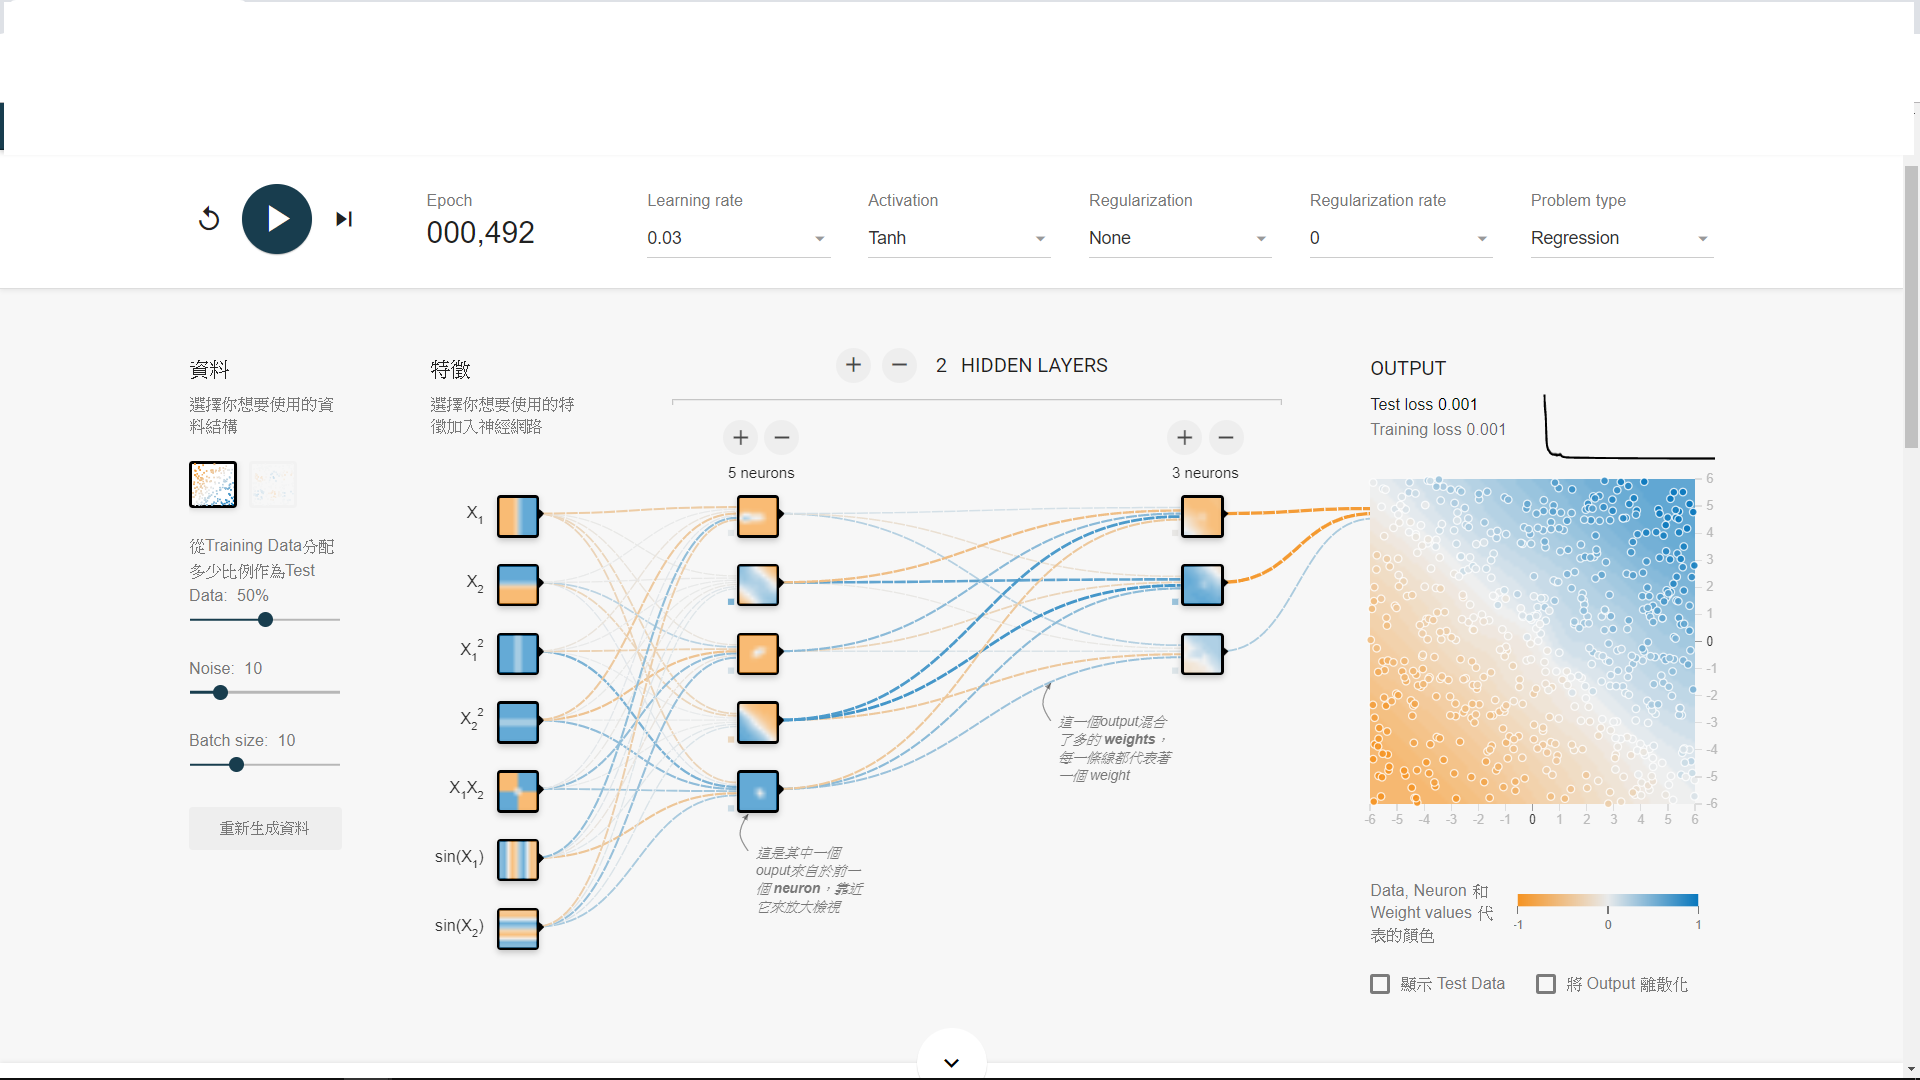 Epoch
000,492
Learning rate
0.03
Activation
Tanh
Regularization
None
Regularization rate
0
Problem type
Regression
資料
選擇你想要使用的資
料結構
從Training Data分配
多少比例作為Test
Data: 50%
Noise: 10
Batch size: 10
重新生成資料
特徵
選擇你想要使用的特
徵加入神經網路
X1
X2
X1²
X2²
X1X2
sin(X1)
sin(X2)
2 HIDDEN LAYERS
5 neurons
3 neurons
這是其中一個
ouput來自於前一
個 neuron，靠近
它來放大檢視
這一個output混合
了多的 weights，
每一條線都代表著
一個 weight
OUTPUT
Test loss 0.001
Training loss 0.001
6
5
4
3
2
1
0
-1
-2
-3
-4
-5
-6
-6 -5 -4 -3 -2 -1 0 1 2 3 4 5 6
Data, Neuron 和
Weight values 代
表的顏色
-1 0 1
顯示 Test Data
將 Output 離散化